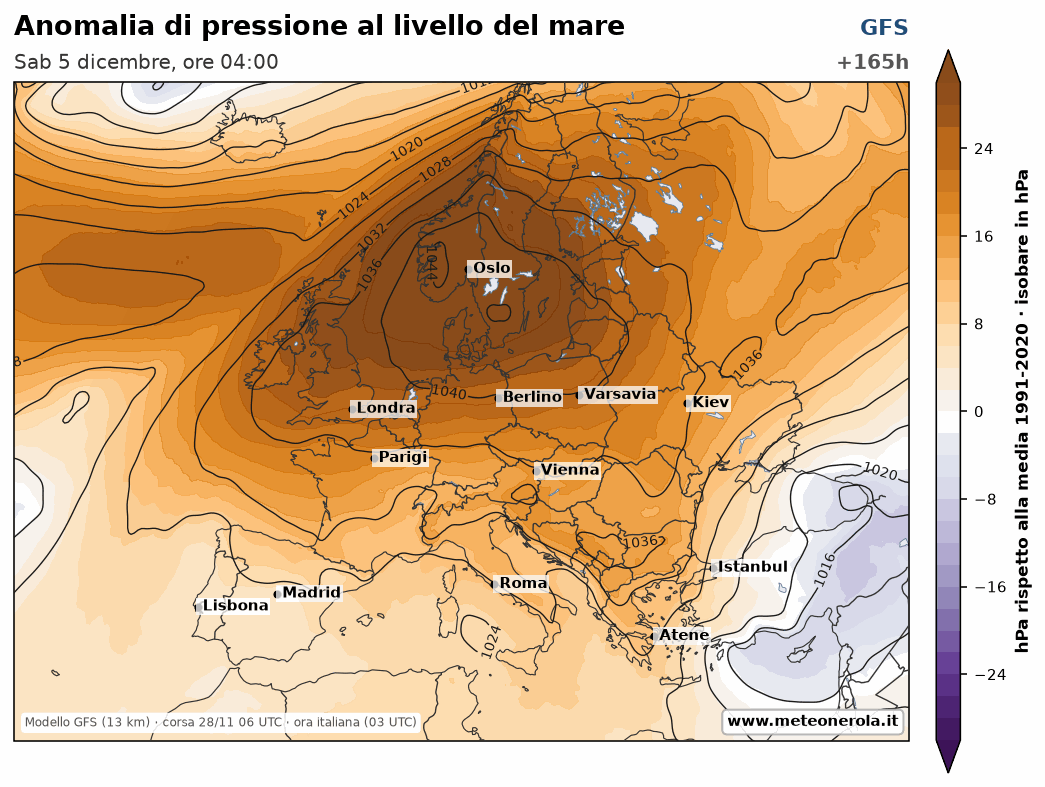 Anomalia di pressione al livello del mare
GFS
Sab 5 dicembre, ore 04:00
+165h
1020
1028
1024
1032
1036
1044
Oslo
1040
Londra
Berlino
Varsavia
Kiev
1036
Parigi
Vienna
1020
1036
1016
Istanbul
Roma
Madrid
Lisbona
Atene
1024
Modello GFS (13 km) · corsa 28/11 06 UTC · ora italiana (03 UTC)
www.meteonerola.it
24
16
8
0
−8
−16
−24
hPa rispetto alla media 1991-2020 · isobare in hPa